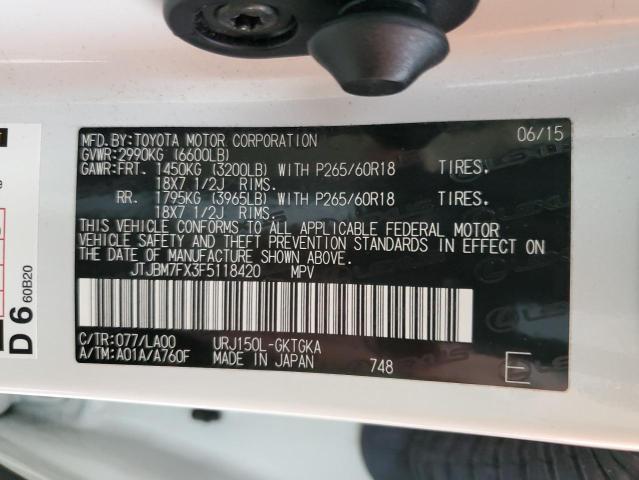 MFD. BY: TOYOTA MOTOR CORPORATION 06/15
GVWR: 2990KG (6600LB)
GAWR: FRT. 1450KG (3200LB) WITH P265/60R18 TIRES.
18X7 1/2J RIMS.
RR. 1795KG (3965LB) WITH P265/60R18 TIRES.
18X7 1/2J RIMS.
THIS VEHICLE CONFORMS TO ALL APPLICABLE FEDERAL MOTOR
VEHICLE SAFETY AND THEFT PREVENTION STANDARDS IN EFFECT ON
THE DATE OF MANUFACTURE SHOWN ABOVE.
JTJBM7FX3F5118420 MPV
C/TR: 077/LA00 URJ150L-GKTGKA
A/TM: A01A/A760F MADE IN JAPAN 748
E
D 6 60B20